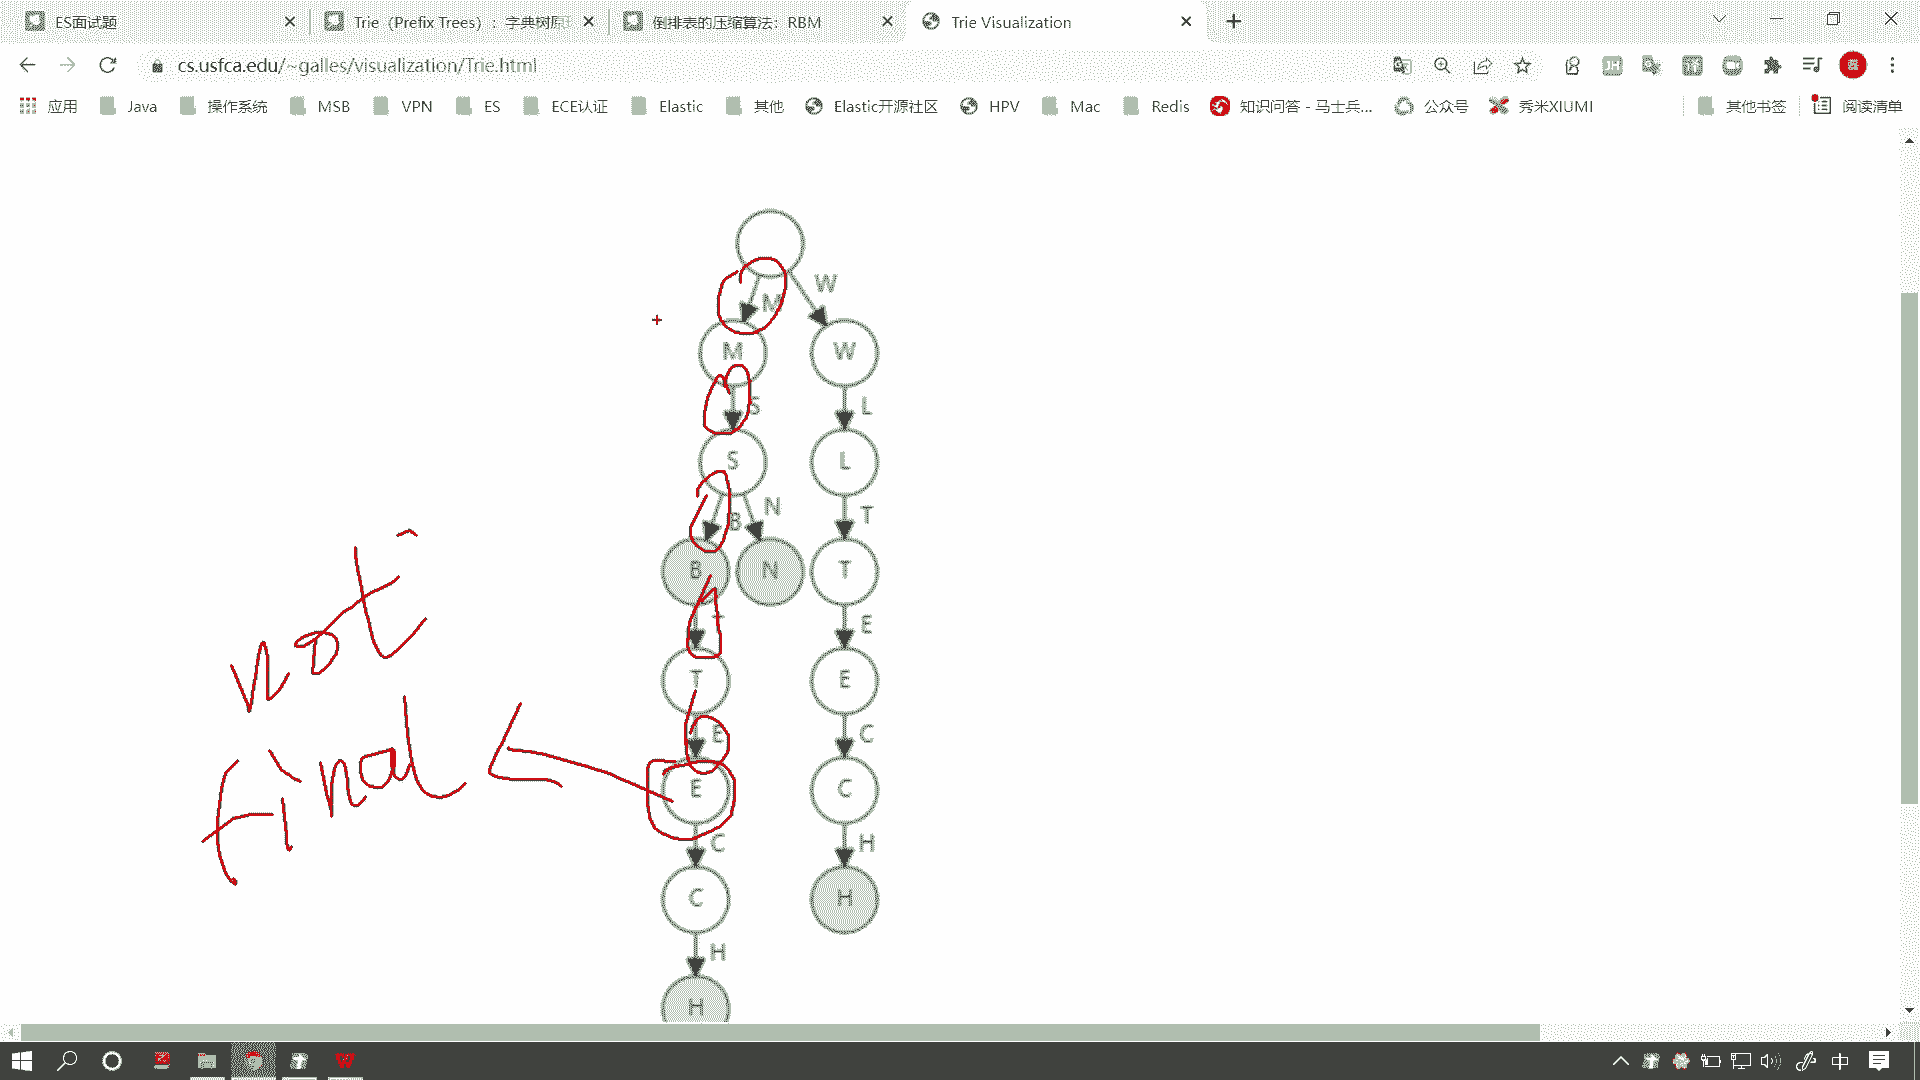 ES面试题
Trie（Prefix Trees）：字典树原
倒排表的压缩算法：RBM
Trie Visualization
cs.usfca.edu/~galles/visualization/Trie.html
应用
Java
操作系统
MSB
VPN
ES
ECE认证
Elastic
其他
Elastic开源社区
HPV
Mac
Redis
知识问答 - 马士兵...
公众号
秀米XIUMI
其他书签
阅读清单
M
W
M
W
S
L
S
L
B
N
T
B
N
T
T
E
T
E
E
C
E
C
C
H
C
H
H
H
not
final
中